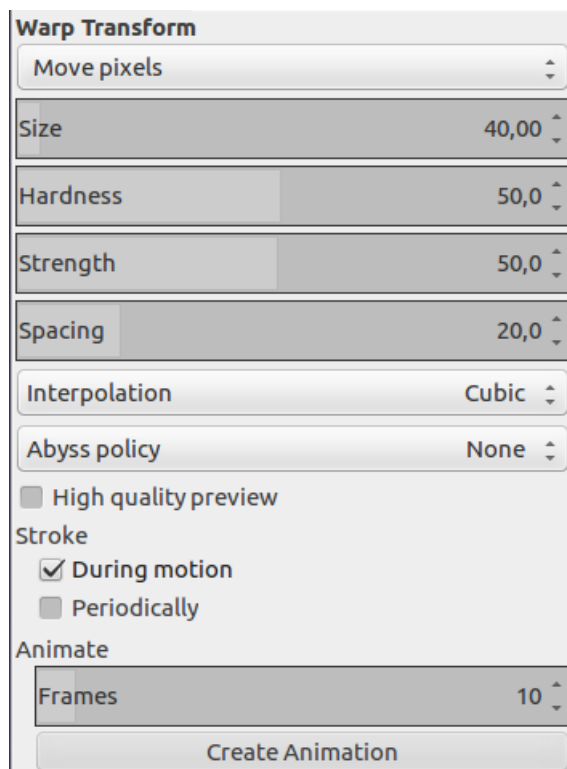 Warp Transform
Move pixels
Size 40,00
Hardness 50,0
Strength 50,0
Spacing 20,0
Interpolation Cubic
Abyss policy None
High quality preview
Stroke
During motion
Periodically
Animate
Frames 10
Create Animation